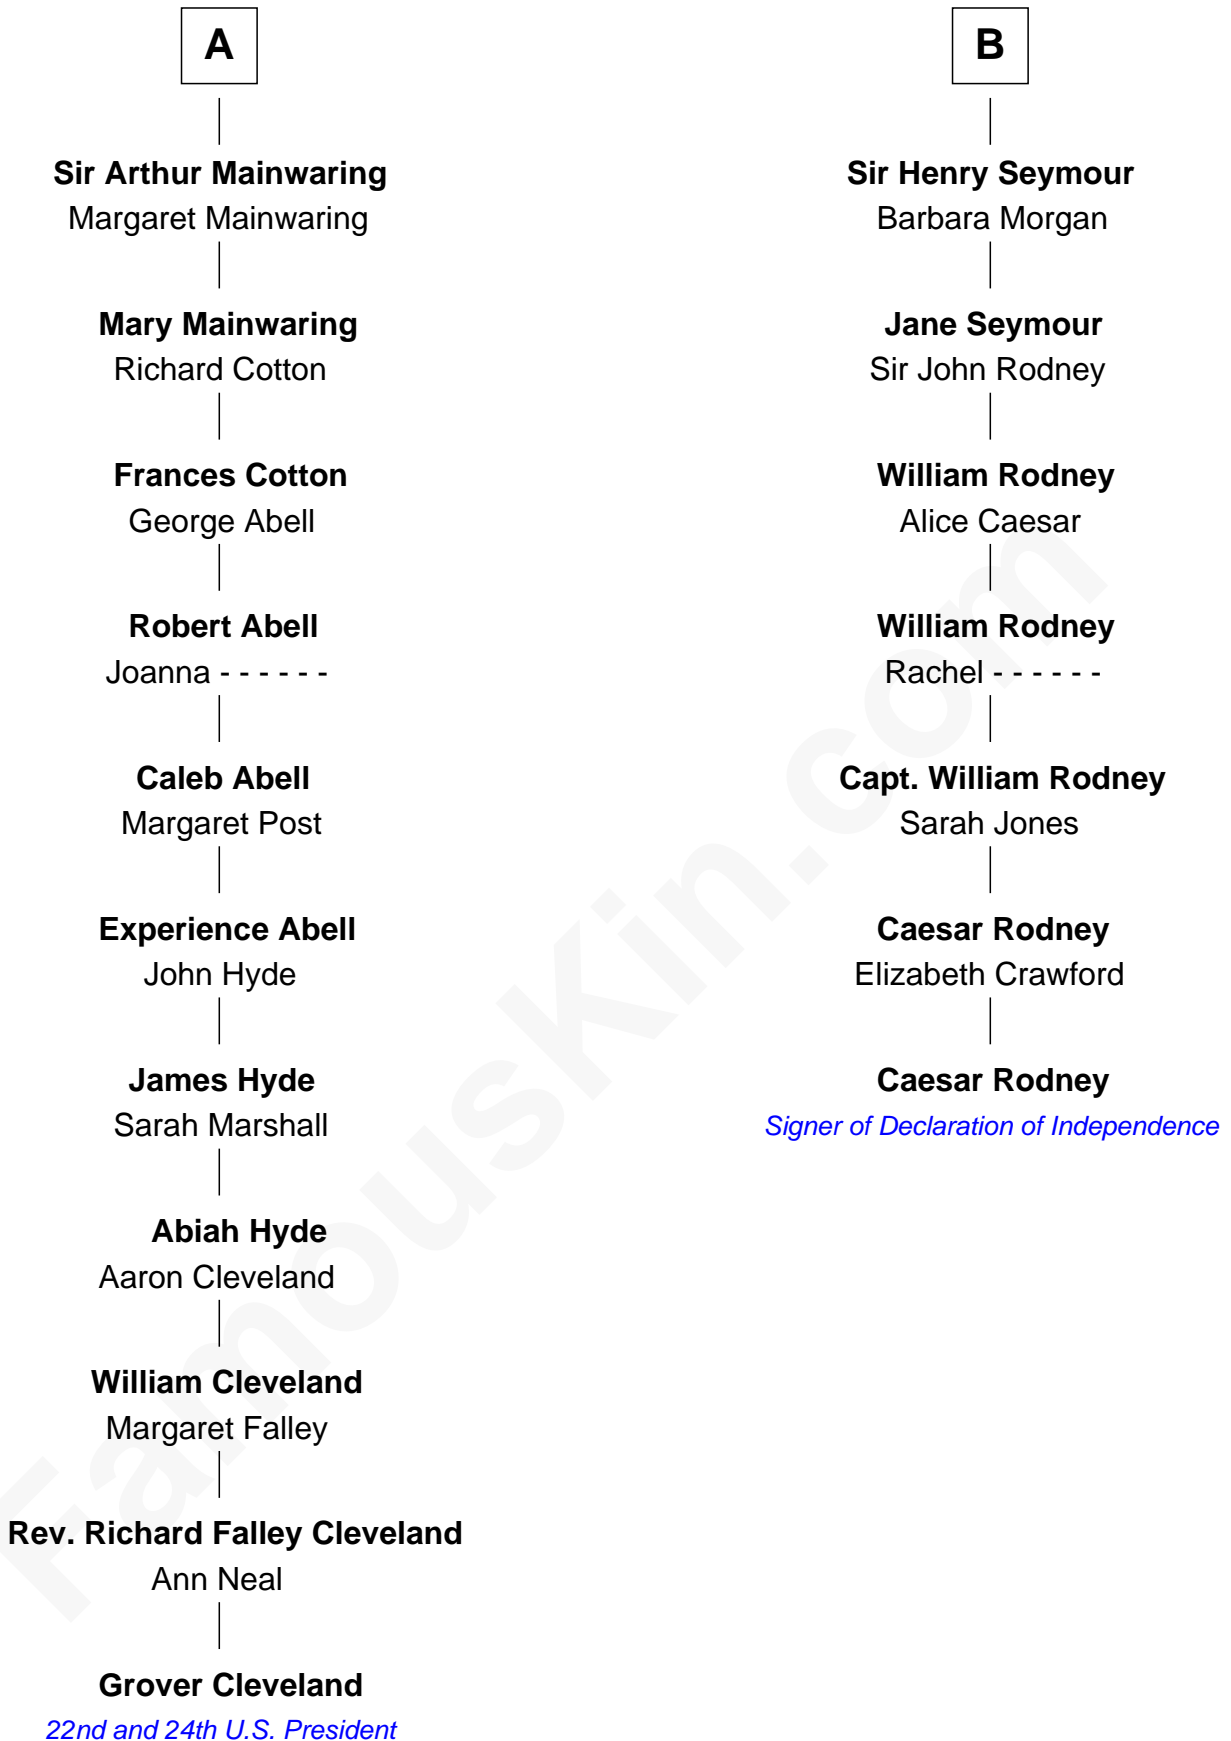 A
Sir Arthur Mainwaring
Margaret Mainwaring
Mary Mainwaring
Richard Cotton
Frances Cotton
George Abell
Robert Abell
Joanna - - - - - -
Caleb Abell
Margaret Post
Experience Abell
John Hyde
James Hyde
Sarah Marshall
Abiah Hyde
Aaron Cleveland
William Cleveland
Margaret Falley
Rev. Richard Falley Cleveland
Ann Neal
Grover Cleveland
22nd and 24th U.S. President
B
Sir Henry Seymour
Barbara Morgan
Jane Seymour
Sir John Rodney
William Rodney
Alice Caesar
William Rodney
Rachel - - - - - -
Capt. William Rodney
Sarah Jones
Caesar Rodney
Elizabeth Crawford
Caesar Rodney
Signer of Declaration of Independence
FamousKin.com